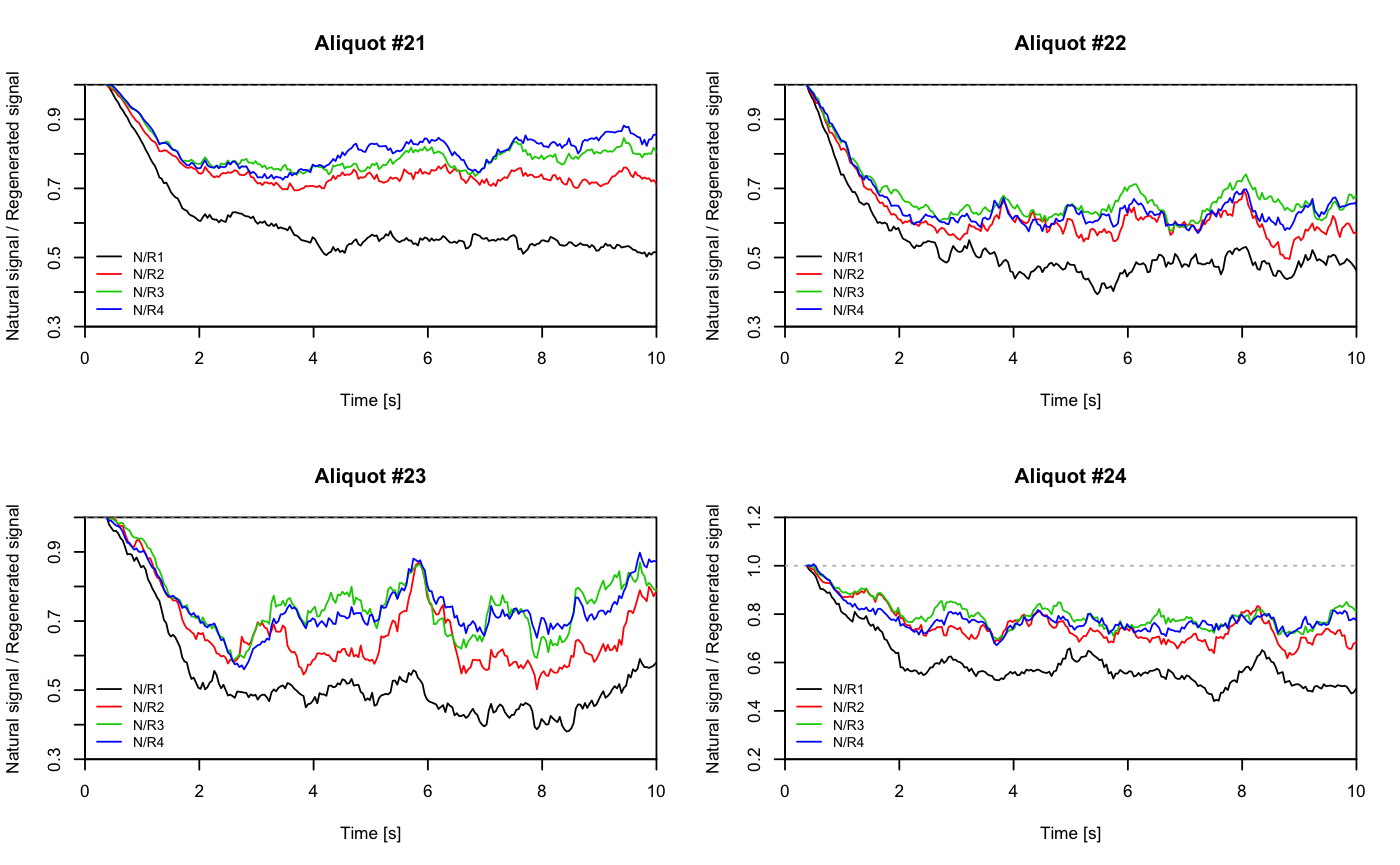 Aliquot #21
Natural signal / Regenerated signal
0.9
0.7
0.5
0.3
N/R1
N/R2
N/R3
N/R4
0 2 4 6 8 10
Time [s]
Aliquot #22
Natural signal / Regenerated signal
0.9
0.7
0.5
0.3
N/R1
N/R2
N/R3
N/R4
0 2 4 6 8 10
Time [s]
Aliquot #23
Natural signal / Regenerated signal
0.9
0.7
0.5
0.3
N/R1
N/R2
N/R3
N/R4
0 2 4 6 8 10
Time [s]
Aliquot #24
Natural signal / Regenerated signal
1.2
1.0
0.8
0.6
0.4
0.2
N/R1
N/R2
N/R3
N/R4
0 2 4 6 8 10
Time [s]